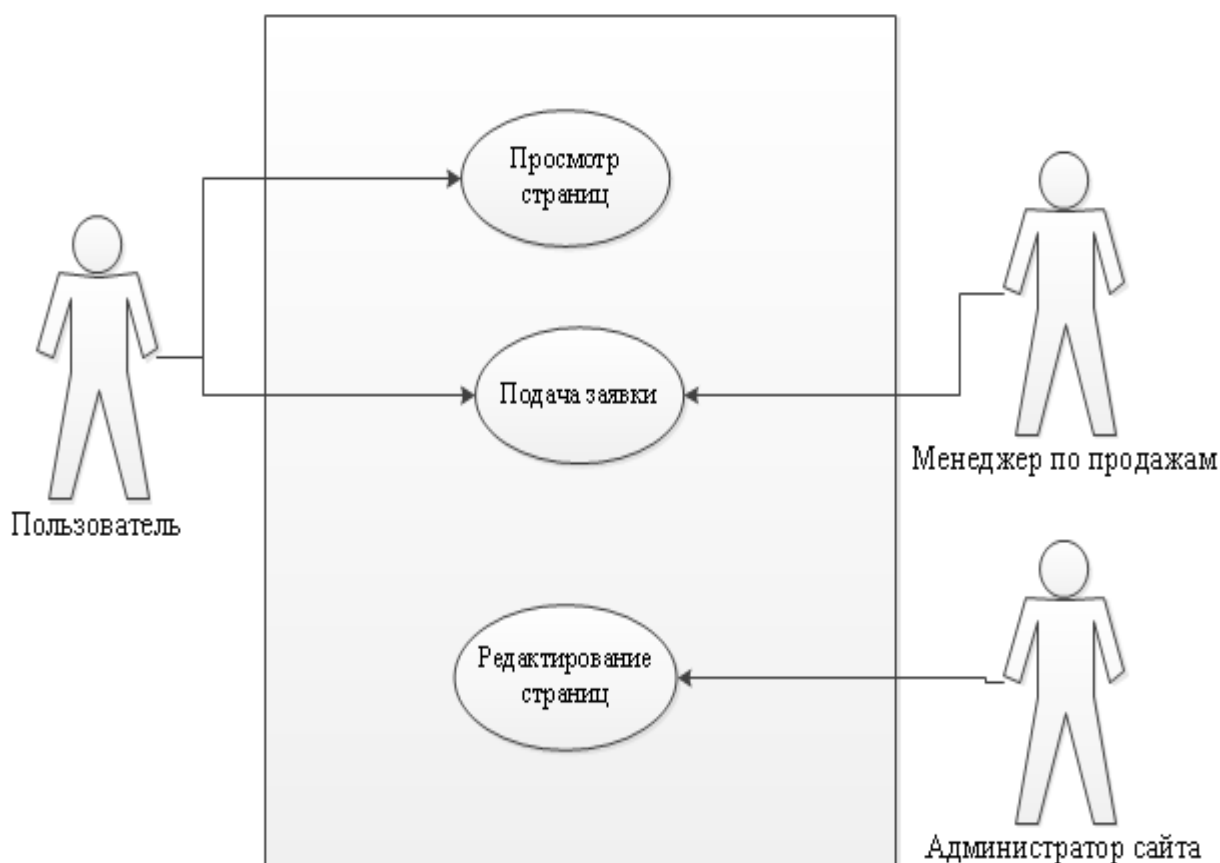 Просмотр
страниц
Подача заявки
Менеджер по продажам
Пользователь
Редактирование
страниц
Администратор сайта